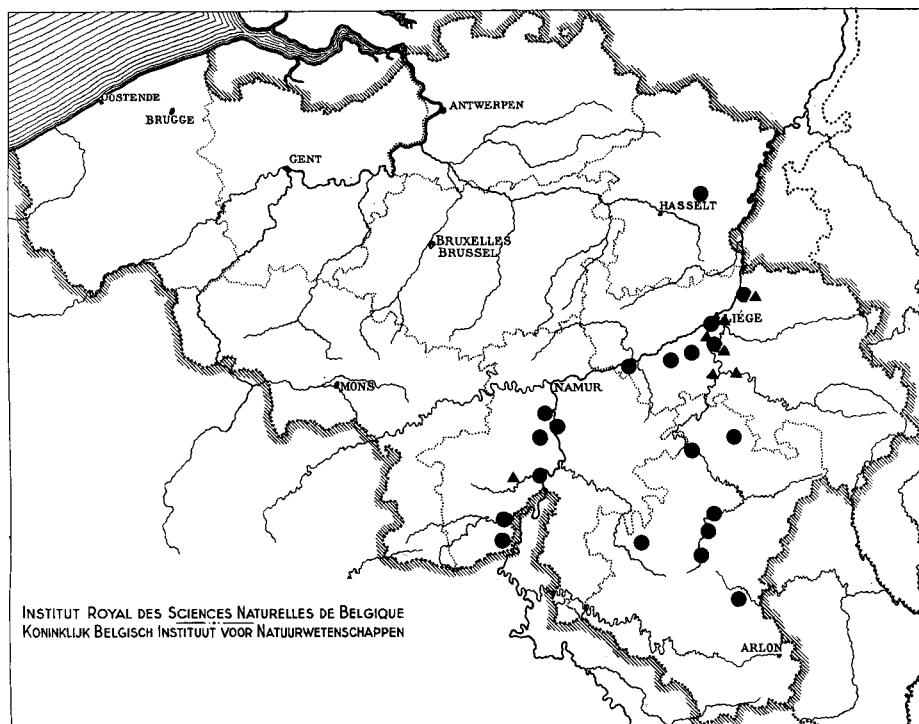 OOSTENDE
BRUGGE
ANTWERPEN
GENT
HASSELT
BRUXELLES
BRUSSEL
LIÉGE
MONS
NAMUR
INSTITUT ROYAL DES SCIENCES NATURELLES DE BELGIQUE
KONINKLIJK BELGISCH INSTITUUT VOOR NATUURWETENSCHAPPEN
ARLON